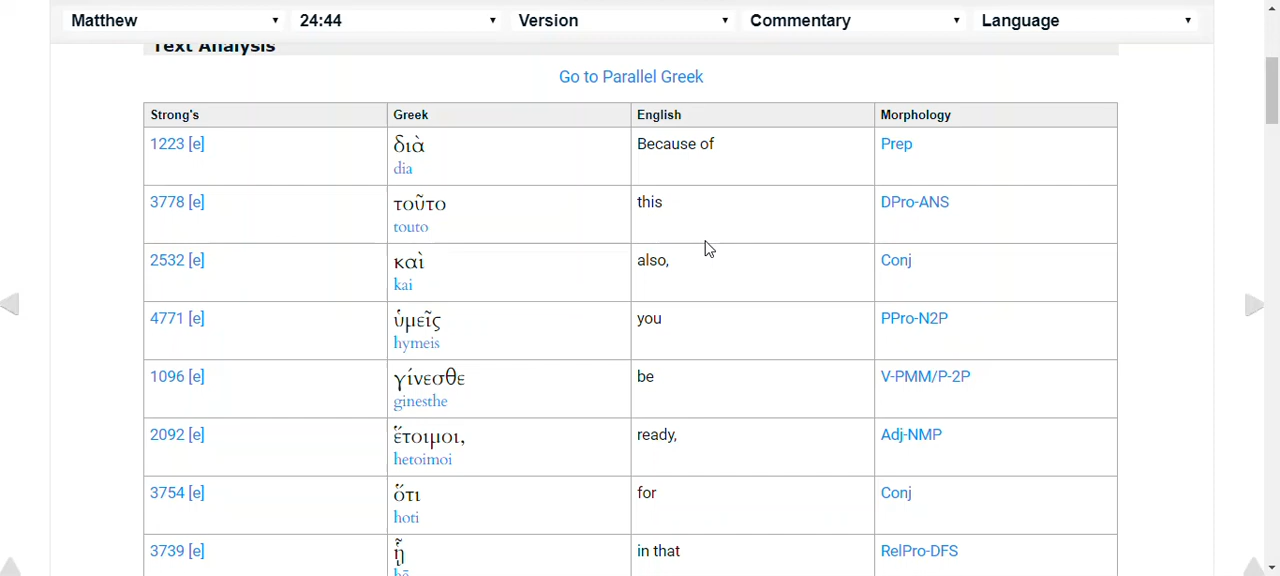 Matthew 24:44 Version Commentary Language
Text Analysis
Go to Parallel Greek
Strong's Greek English Morphology
1223 [e] διὰ Because of Prep
dia
3778 [e] τοῦτο this DPro-ANS
touto
2532 [e] καὶ also, Conj
kai
4771 [e] ὑμεῖς you PPro-N2P
hymeis
1096 [e] γίνεσθε be V-PMM/P-2P
ginesthe
2092 [e] ἕτοιμοι, ready, Adj-NMP
hetoimoi
3754 [e] ὅτι for Conj
hoti
3739 [e] ᾗ in that RelPro-DFS
hē